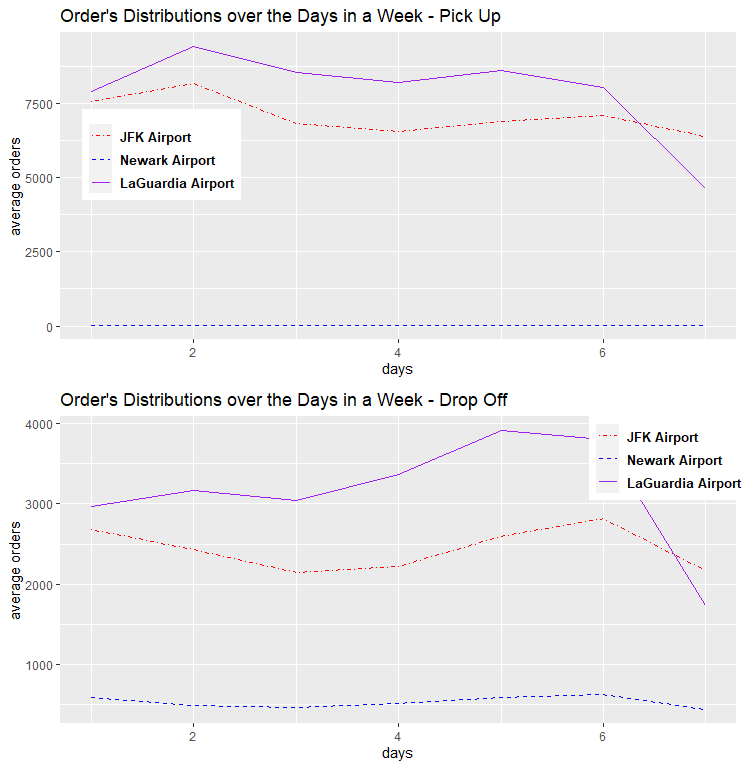 Order's Distributions over the Days in a Week - Pick Up
average orders
7500
5000
2500
0
JFK Airport
Newark Airport
LaGuardia Airport
2
4
6
days
Order's Distributions over the Days in a Week - Drop Off
average orders
4000
3000
2000
1000
JFK Airport
Newark Airport
LaGuardia Airport
2
4
6
days